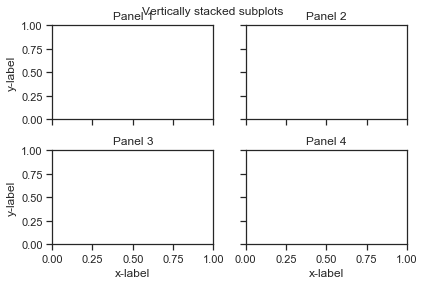 Vertically stacked subplots
Panel 1
Panel 2
1.00
0.75
0.50
0.25
0.00
y-label
Panel 3
Panel 4
1.00
0.75
0.50
0.25
0.00
y-label
0.00 0.25 0.50 0.75 1.00
0.00 0.25 0.50 0.75 1.00
x-label
x-label